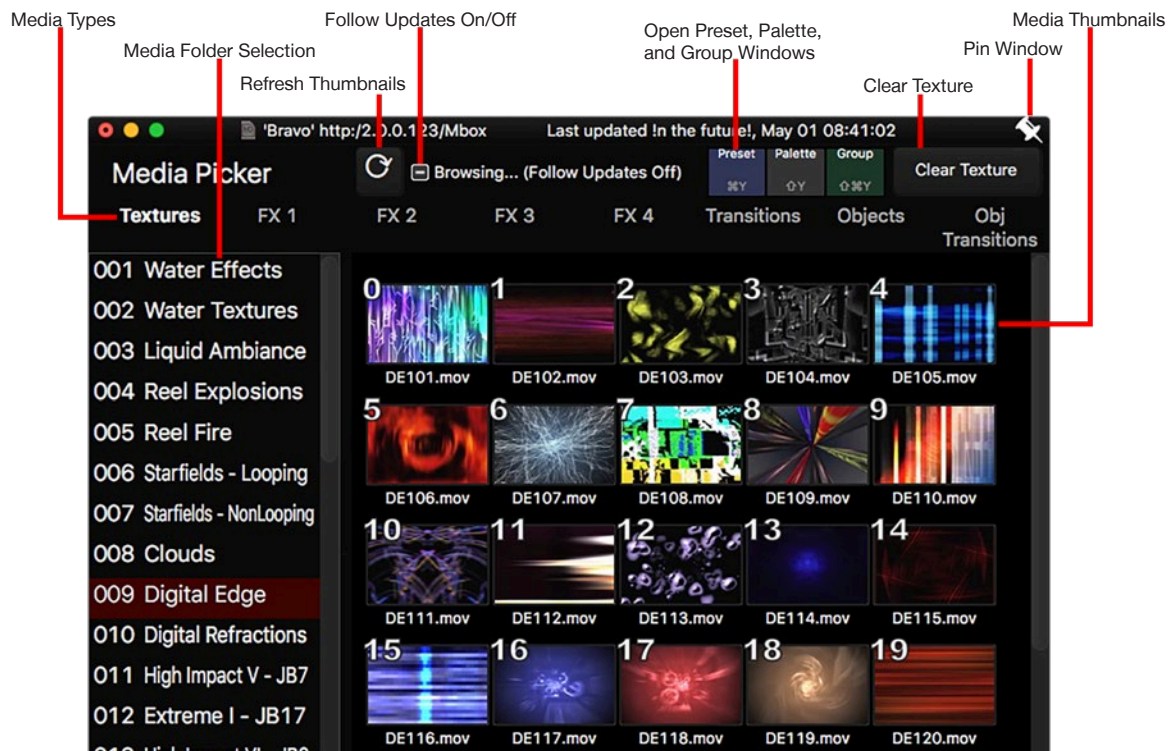 Media Types
Follow Updates On/Off
Media Thumbnails
Open Preset, Palette,
and Group Windows
Media Folder Selection
Pin Window
Refresh Thumbnails
Clear Texture
'Bravo' http:/2.0.0.123/Mbox
Last updated !n the future!, May 01 08:41:02
Media Picker
Browsing... (Follow Updates Off)
Preset
⌘Y
Palette
⇧Y
Group
⇧⌘Y
Clear Texture
Textures
FX 1
FX 2
FX 3
FX 4
Transitions
Objects
Obj
Transitions
001 Water Effects
002 Water Textures
003 Liquid Ambiance
004 Reel Explosions
005 Reel Fire
006 Starfields - Looping
007 Starfields - NonLooping
008 Clouds
009 Digital Edge
010 Digital Refractions
011 High Impact V - JB7
012 Extreme I - JB17
0 1 2 3 4
DE101.mov DE102.mov DE103.mov DE104.mov DE105.mov
5 6 7 8 9
DE106.mov DE107.mov DE108.mov DE109.mov DE110.mov
10 11 12 13 14
DE111.mov DE112.mov DE113.mov DE114.mov DE115.mov
15 16 17 18 19
DE116.mov DE117.mov DE118.mov DE119.mov DE120.mov